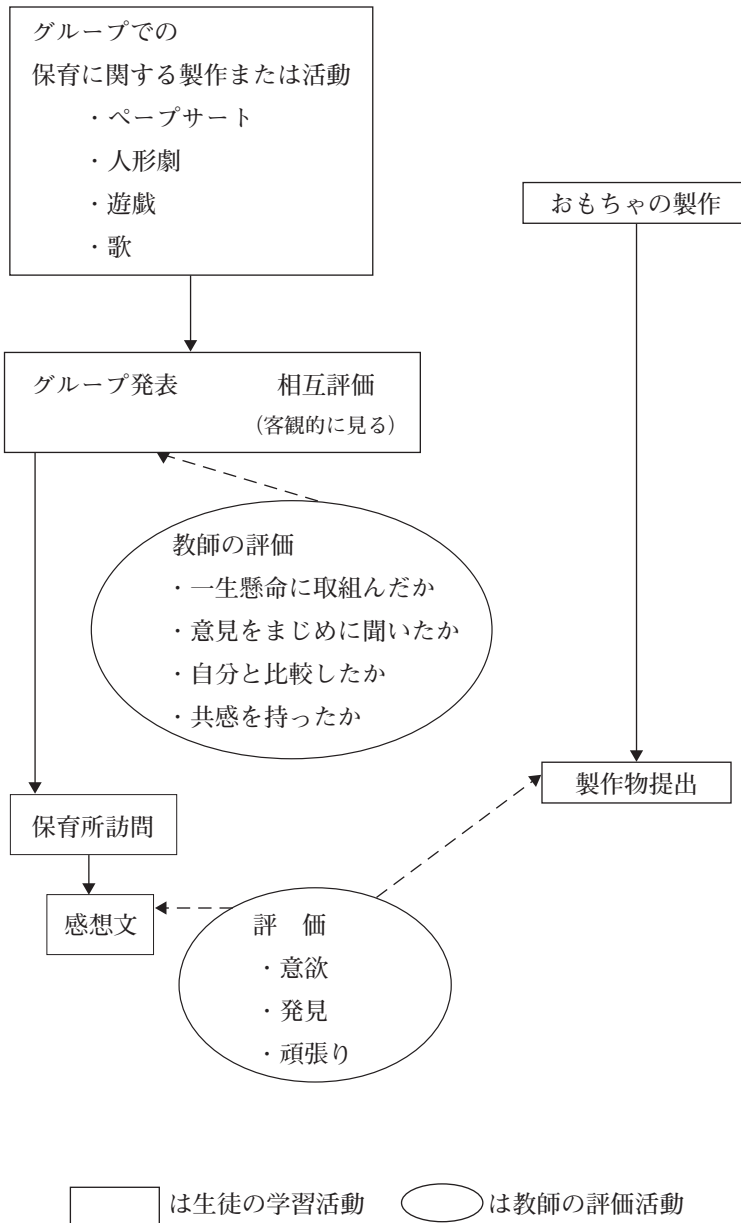 グループでの
保育に関する製作または活動
・ペープサート
・人形劇
・遊戯
・歌
おもちゃの製作
グループ発表　相互評価
（客観的に見る）
教師の評価
・一生懸命に取組んだか
・意見をまじめに聞いたか
・自分と比較したか
・共感を持ったか
製作物提出
保育所訪問
感想文
評　価
・意欲
・発見
・頑張り
は生徒の学習活動　は教師の評価活動